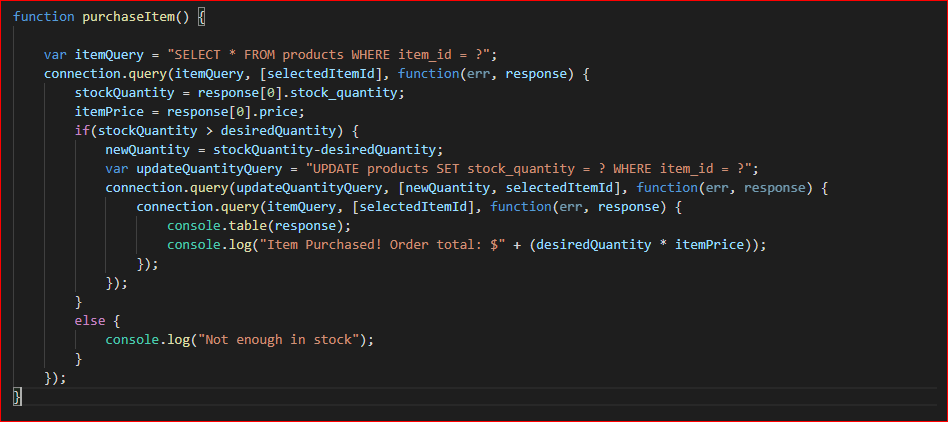 function purchaseItem() {
    var itemQuery = "SELECT * FROM products WHERE item_id = ?";
    connection.query(itemQuery, [selectedItemId], function(err, response) {
        stockQuantity = response[0].stock_quantity;
        itemPrice = response[0].price;
        if(stockQuantity > desiredQuantity) {
            newQuantity = stockQuantity-desiredQuantity;
            var updateQuantityQuery = "UPDATE products SET stock_quantity = ? WHERE item_id = ?";
            connection.query(updateQuantityQuery, [newQuantity, selectedItemId], function(err, response) {
                connection.query(itemQuery, [selectedItemId], function(err, response) {
                    console.table(response);
                    console.log("Item Purchased! Order total: $" + (desiredQuantity * itemPrice));
                });
            });
        }
        else {
            console.log("Not enough in stock");
        }
    });
}